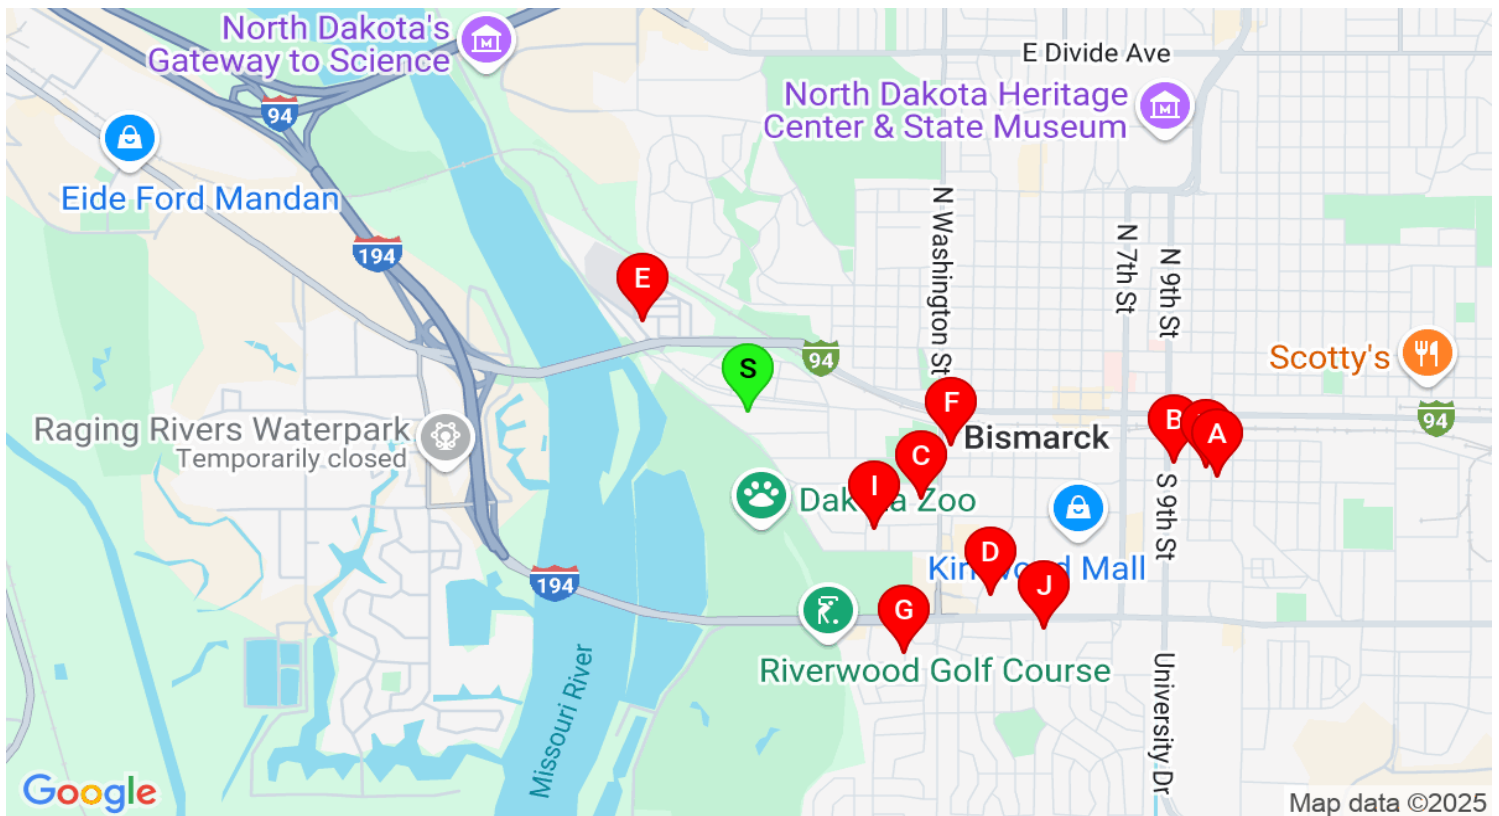 North Dakota's
Gateway to Science
E Divide Ave
North Dakota Heritage
Center & State Museum
94
Eide Ford Mandan
194
N Washington St
N 7th St
N 9th St
E
S
94
Scotty's
94
F
Bismarck
B
A
Raging Rivers Waterpark
Temporarily closed
C
I
Zoo
S 9th St
D
Mall
J
194
G
Riverwood Golf Course
Missouri River
University Dr
Google
Map data ©2025